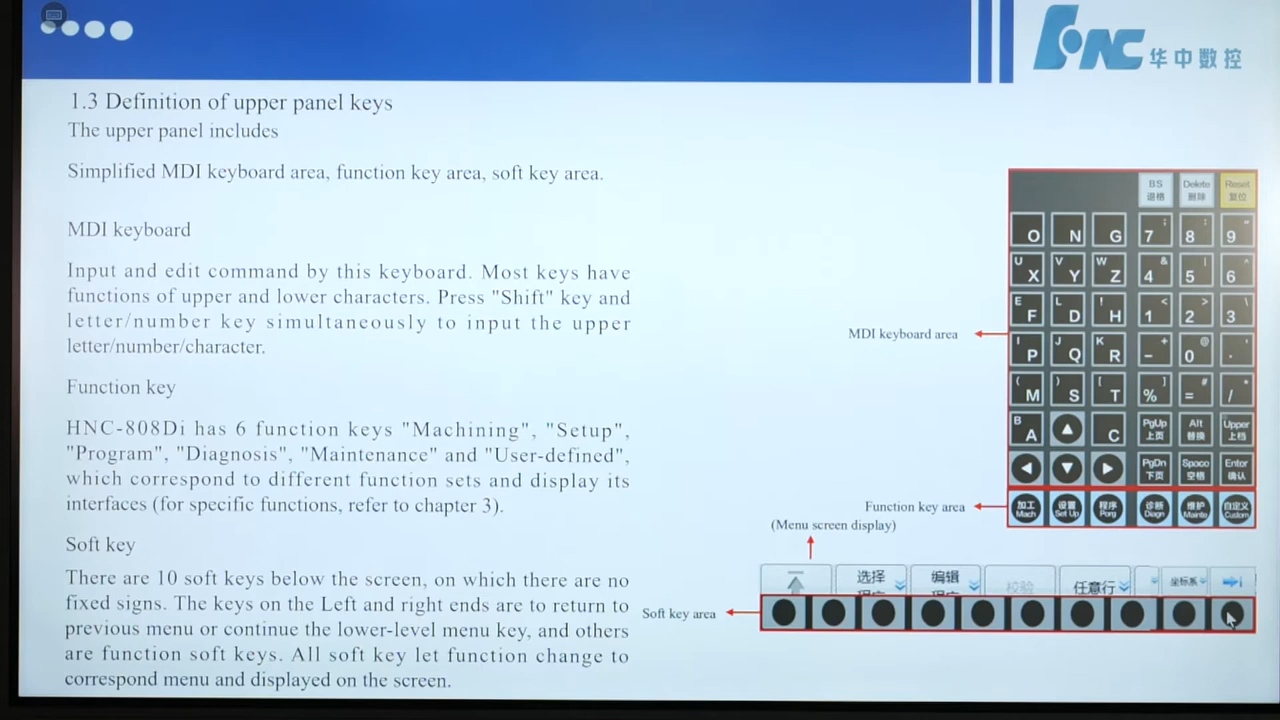 HNC 华中数控
1.3 Definition of upper panel keys
The upper panel includes
Simplified MDI keyboard area, function key area, soft key area.
MDI keyboard
Input and edit command by this keyboard. Most keys have
functions of upper and lower characters. Press "Shift" key and
letter/number key simultaneously to input the upper
letter/number/character.
Function key
HNC-808Di has 6 function keys "Machining", "Setup",
"Program", "Diagnosis", "Maintenance" and "User-defined",
which correspond to different function sets and display its
interfaces (for specific functions, refer to chapter 3).
Soft key
There are 10 soft keys below the screen, on which there are no
fixed signs. The keys on the Left and right ends are to return to
previous menu or continue the lower-level menu key, and others
are function soft keys. All soft key let function change to
correspond menu and displayed on the screen.
BS Delete Reset
退格 删除 复位
O N G 7 ; 8 : 9 "
U X V Y W Z 4 & 5 | 6 ^
E F L D ! H 1 < 2 > 3 \
I P J Q K R - + 0 @ . '
( M ) S [ T % ] = # / *
B A ▲ C PgUp Alt Upper
上页 替换 上档
◀ ▼ ▶ PgDn Space Enter
下页 空格 确认
加工 设置 程序 诊断 维护 自定义
Mach Set Up Porg Diagn Mainte Custom
MDI keyboard area
Function key area
(Menu screen display)
选择 编辑 校验 任意行 坐标系
程序 程序
Soft key area